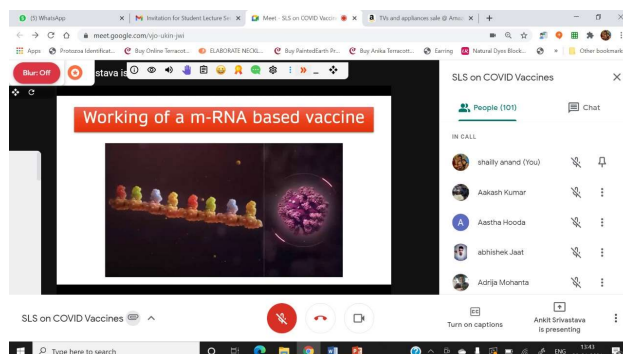 (5) WhatsApp
Invitation for Student Lecture Se
Meet - SLS on COVID Vaccin
TVs and appliances sale @ Amaz
meet.google.com/vjo-ukin-jwi
Apps
Protozoa Identificat...
Buy Online Terracot...
ELABORATE NECKL...
Buy PaintedEarth Pr...
Buy Anika Terracott...
Earring
Natural Dyes Block...
Other bookmark
Blur: Off
stava is
SLS on COVID Vaccines
People (101)
Chat
Working of a m-RNA based vaccine
IN CALL
shailly anand (You)
Aakash Kumar
A
Aastha Hooda
abhishek Jaat
Adrija Mohanta
SLS on COVID Vaccines
Turn on captions
Ankit Srivastava
is presenting
Type here to search
ENG
13:43